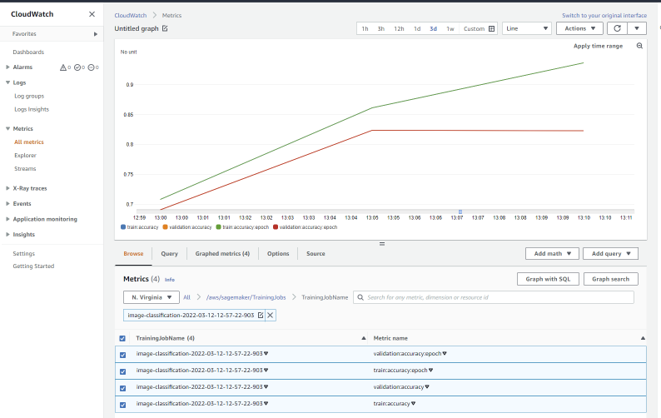 CloudWatch
Favorites
Dashboards
Alarms 0 0 0
Logs
Log groups
Logs Insights
Metrics
All metrics
Explorer
Streams
X-Ray traces
Events
Application monitoring
Insights
Settings
Getting Started
CloudWatch > Metrics
Switch to your original interface
Untitled graph
1h 3h 12h 1d 3d 1w Custom
Line
Actions
No unit
Apply time range
0.9
0.85
0.8
0.75
0.7
12:59 13:00 13:00 13:01 13:01 13:02 13:02 13:03 13:03 13:04 13:04 13:05 13:05 13:06 13:06 13:07 13:07 13:08 13:08 13:09 13:09 13:10 13:10 13:11
train:accuracy validation:accuracy train:accuracy:epoch validation:accuracy:epoch
Browse Query Graphed metrics (4) Options Source
Add math Add query
Metrics (4) Info
Graph with SQL Graph search
N. Virginia All > /aws/sagemaker/TrainingJobs > TrainingJobName
Search for any metric, dimension or resource id
image-classification-2022-03-12-12-57-22-903
TrainingJobName (4) Metric name
image-classification-2022-03-12-12-57-22-903 validation:accuracy:epoch
image-classification-2022-03-12-12-57-22-903 train:accuracy:epoch
image-classification-2022-03-12-12-57-22-903 validation:accuracy
image-classification-2022-03-12-12-57-22-903 train:accuracy